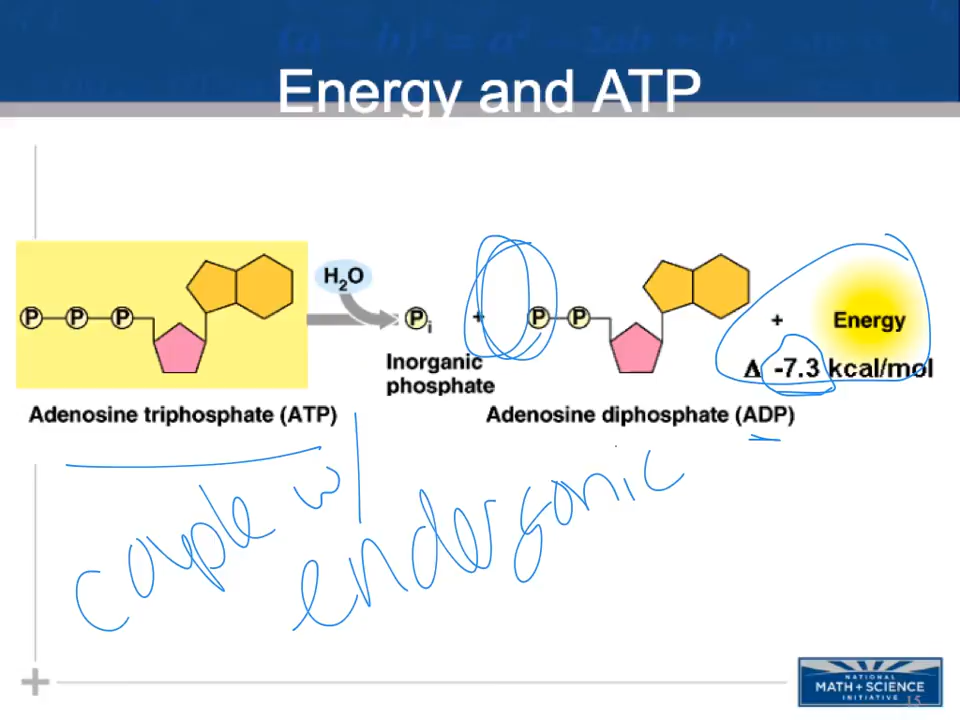 Energy and ATP
H₂O
P P P
Pᵢ
+
P P
+
Energy
Inorganic
phosphate
Δ -7.3 kcal/mol
Adenosine triphosphate (ATP)
Adenosine diphosphate (ADP)
couple w/
endergonic
NATIONAL
MATH + SCIENCE
INITIATIVE
15